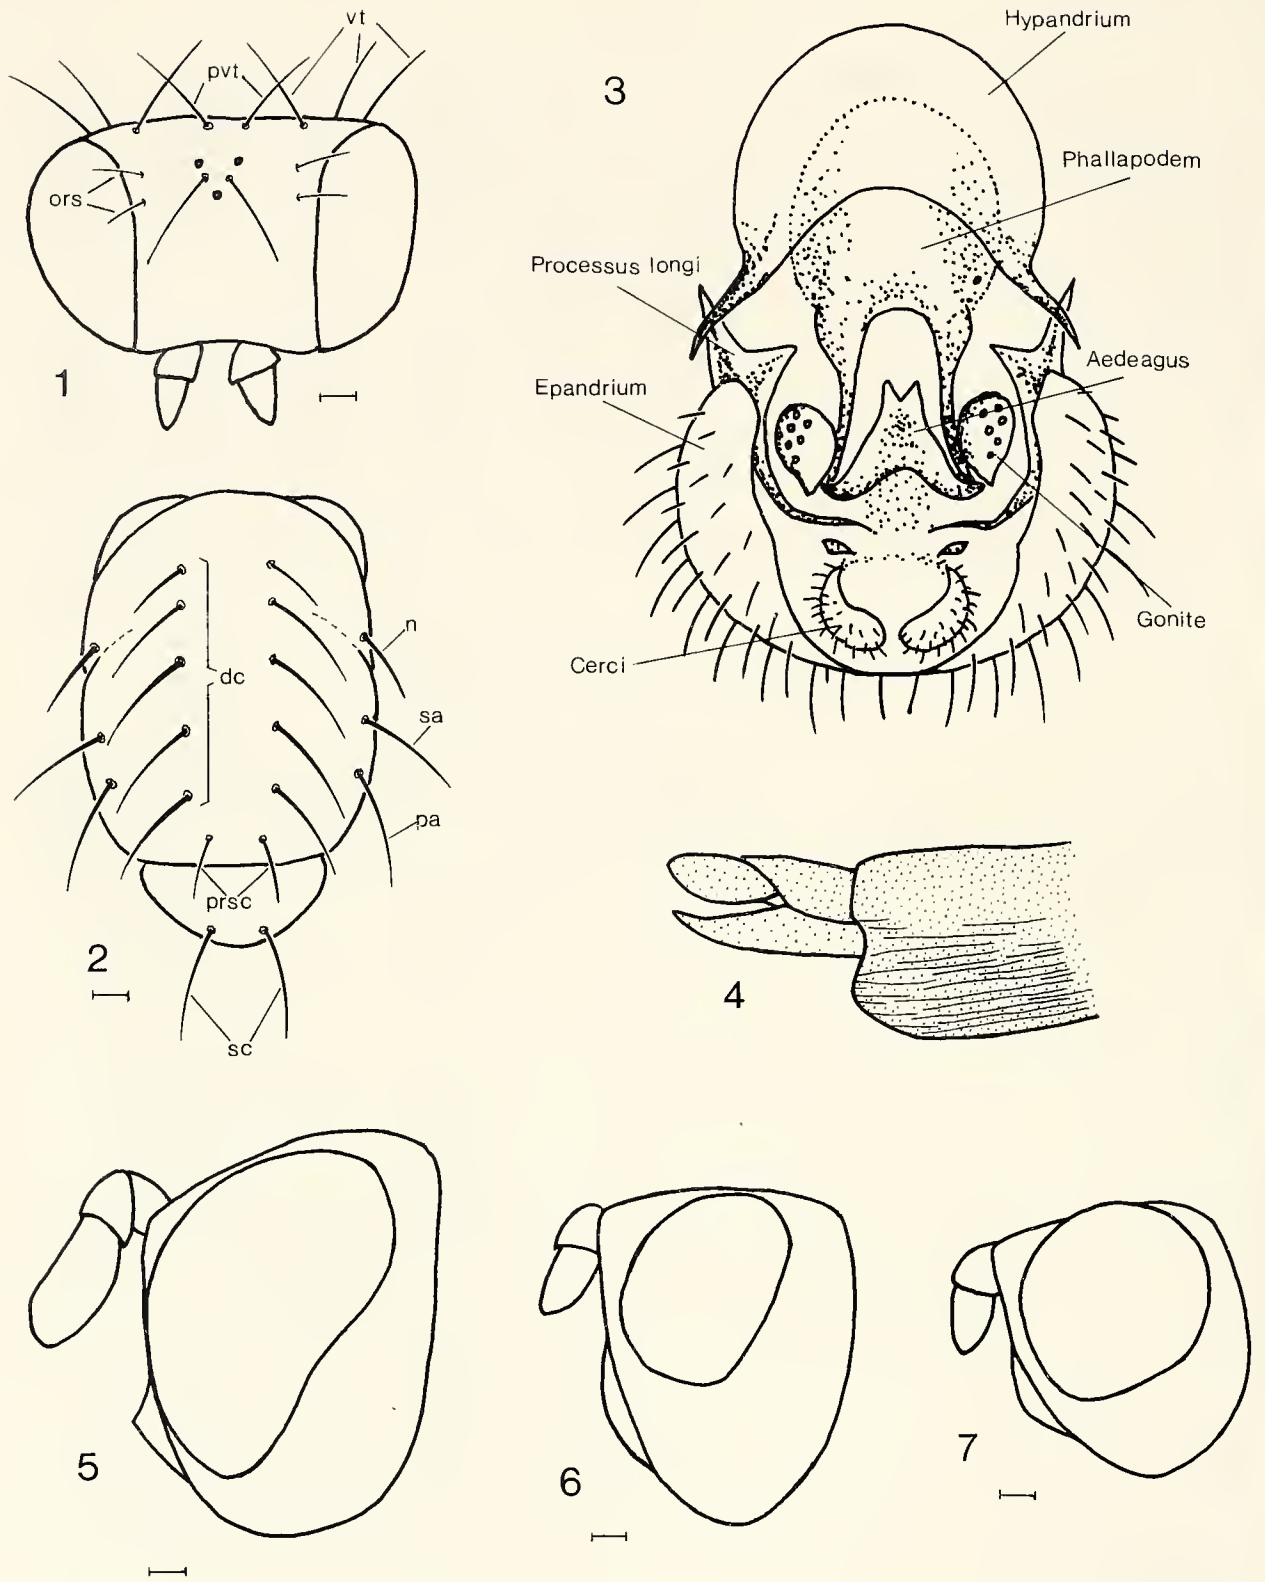 vt
pvt
ors
1
3
Hypandrium
Phallapodem
Processus longi
Aedeagus
Epandrium
Gonite
Cerci
n
dc
sa
pa
prsc
2
sc
4
5
6
7